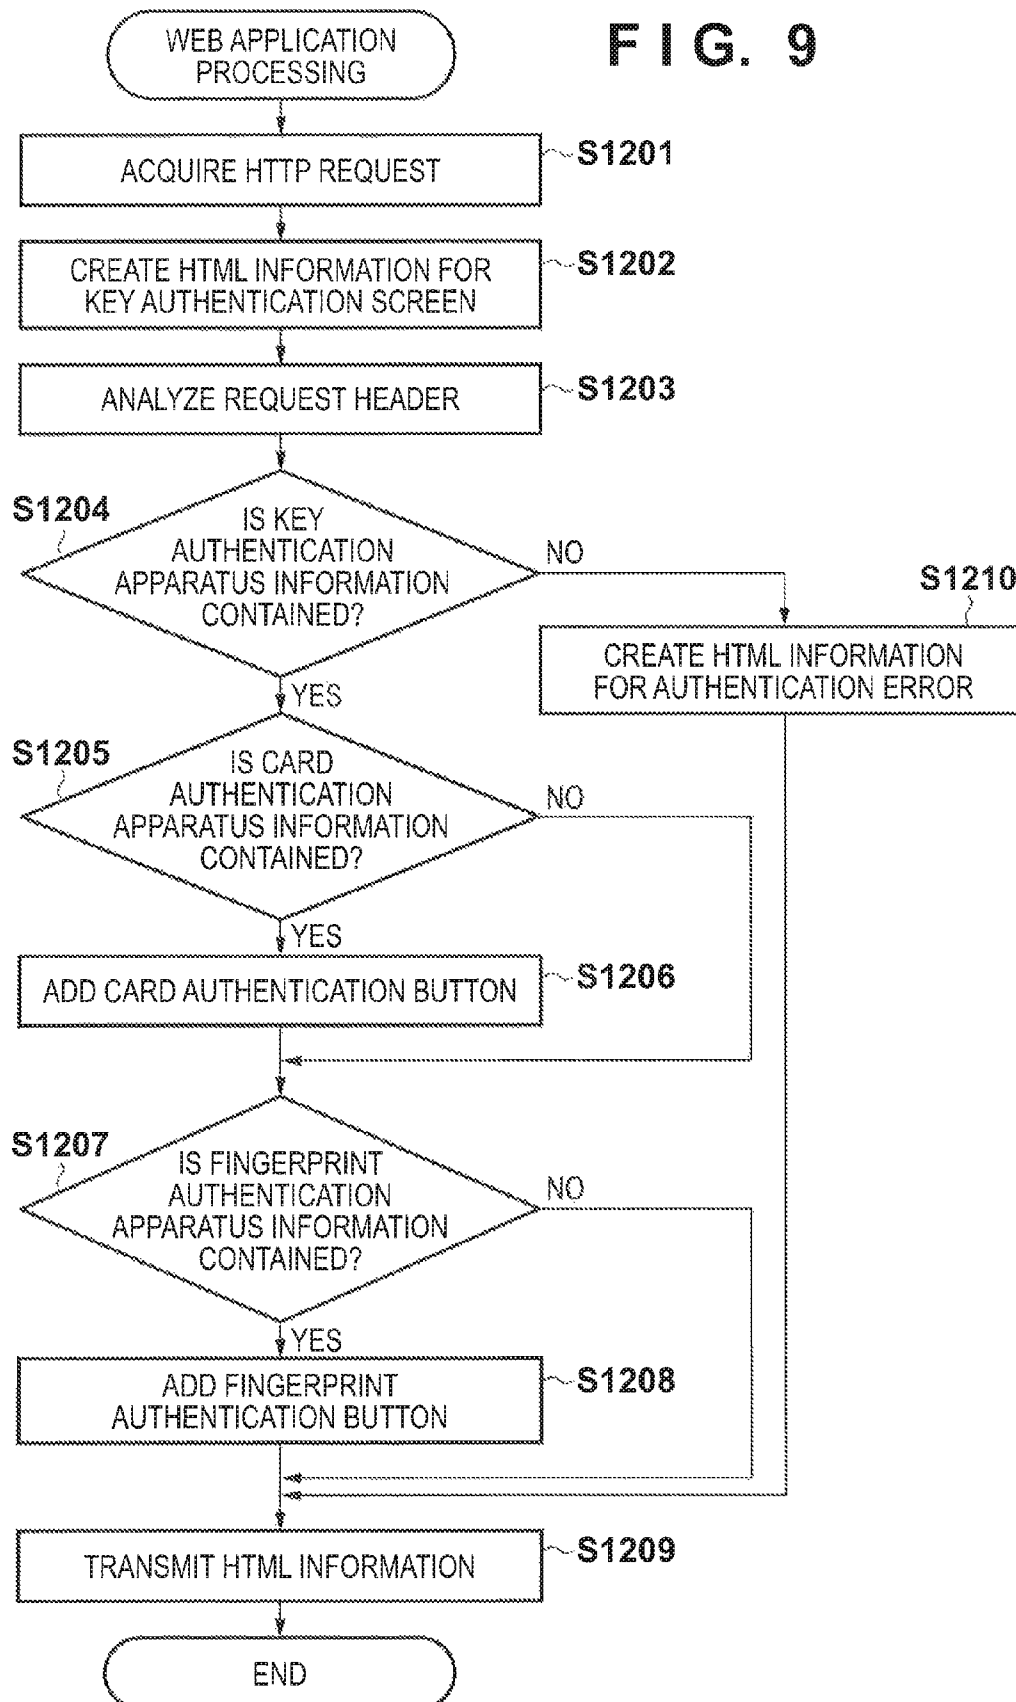 FIG. 9
WEB APPLICATION
PROCESSING
ACQUIRE HTTP REQUEST
S1201
CREATE HTML INFORMATION FOR
KEY AUTHENTICATION SCREEN
S1202
ANALYZE REQUEST HEADER
S1203
S1204
IS KEY
AUTHENTICATION
APPARATUS INFORMATION
CONTAINED?
NO
YES
S1210
CREATE HTML INFORMATION
FOR AUTHENTICATION ERROR
S1205
IS CARD
AUTHENTICATION
APPARATUS INFORMATION
CONTAINED?
NO
YES
ADD CARD AUTHENTICATION BUTTON
S1206
S1207
IS FINGERPRINT
AUTHENTICATION
APPARATUS INFORMATION
CONTAINED?
NO
YES
ADD FINGERPRINT
AUTHENTICATION BUTTON
S1208
TRANSMIT HTML INFORMATION
S1209
END